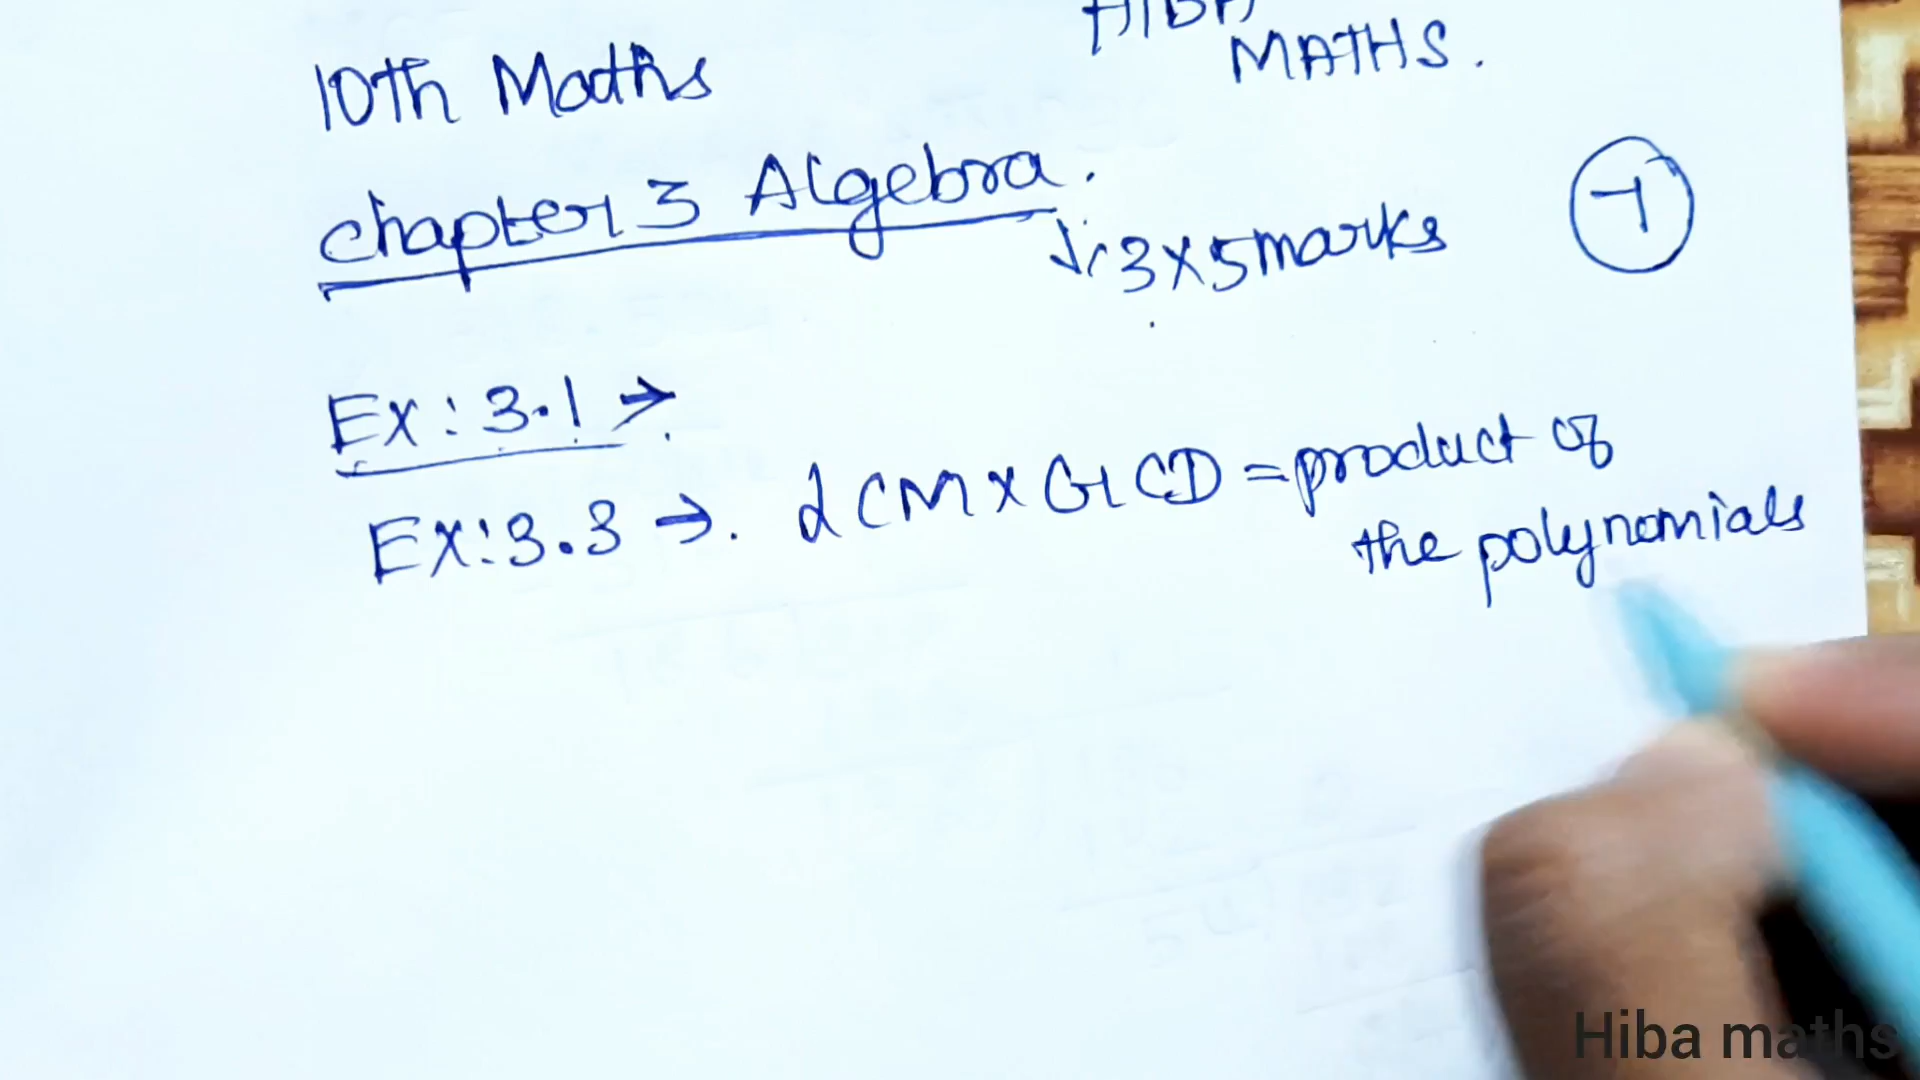 HIBA
MATHS.
10th Maths
chapter 3 Algebra.
3x5marks
Ex: 3.1 →
Ex: 3.3 → LCM x GCD = product of
the polynomials
Hiba maths